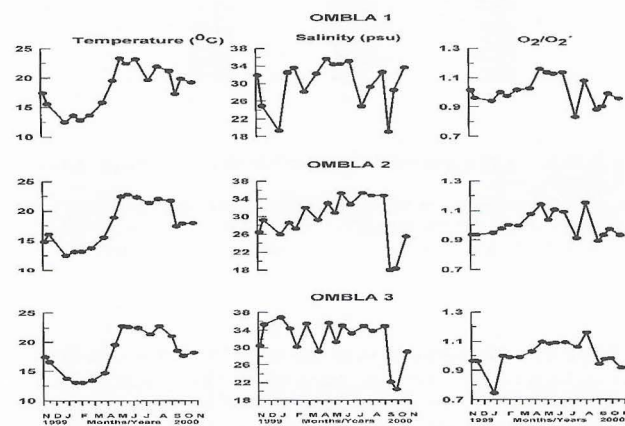 OMBLA 1
Temperature (⁰C) Salinity (psu) O₂/O₂'
25 20 15 10
38 34 30 26 22 18
1.3 1.1 0.9 0.7
OMBLA 2
25 20 15 10
38 34 30 26 22 18
1.3 1.1 0.9 0.7
OMBLA 3
25 20 15 10
38 34 30 26 22 18
1.3 1.1 0.9 0.7
N D J F M A M J J A S O N N D J F M A M J J A S O N N D J F M A M J J A S O N
1999 Months/Years 2000 1999 Months/Years 2000 1999 Months/Years 2000